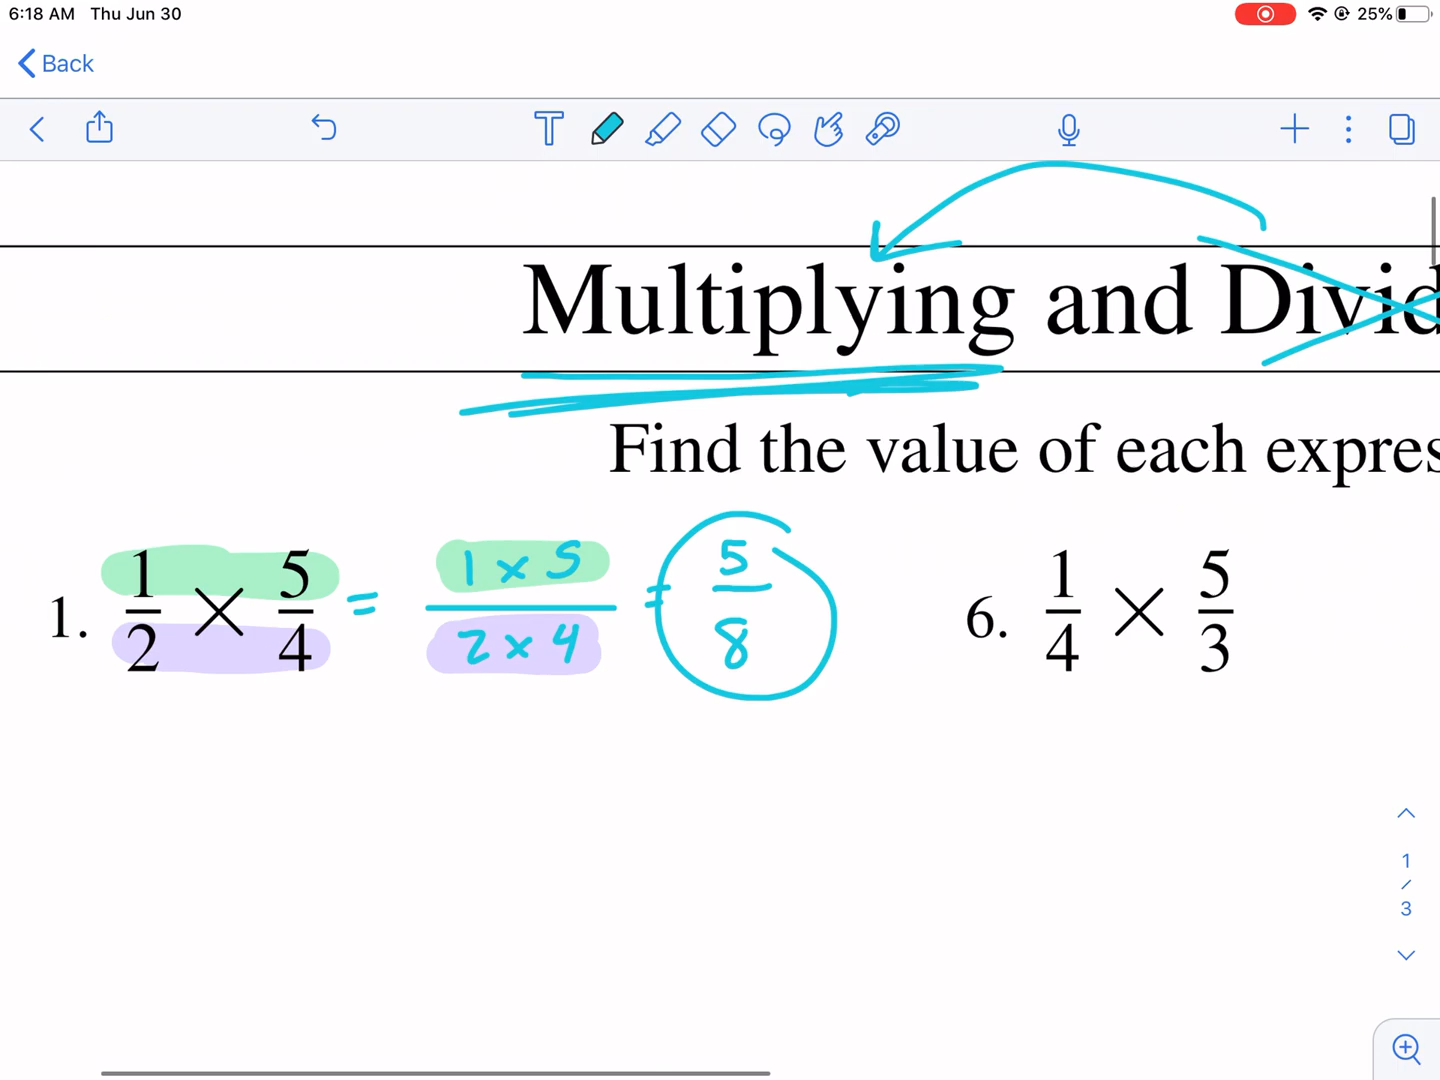 6:18 AM Thu Jun 30 25%
Back
Multiplying and Divid
Find the value of each expres
1. 1/2 × 5/4 = 1 × 5 / 2 × 4 = 5/8
6. 1/4 × 5/3
1
/
3